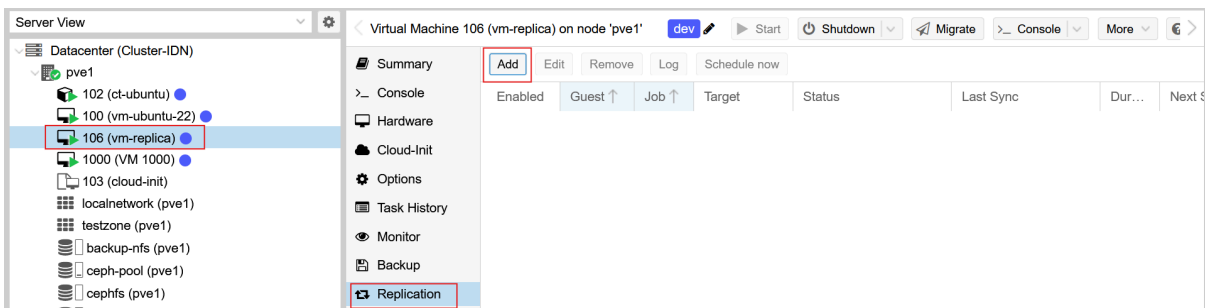 Server View
Datacenter (Cluster-IDN)
pve1
102 (ct-ubuntu)
100 (vm-ubuntu-22)
106 (vm-replica)
1000 (VM 1000)
103 (cloud-init)
localnetwork (pve1)
testzone (pve1)
backup-nfs (pve1)
ceph-pool (pve1)
cephfs (pve1)
Virtual Machine 106 (vm-replica) on node 'pve1' dev Start Shutdown Migrate >_ Console More
Summary
>_ Console
Hardware
Cloud-Init
Options
Task History
Monitor
Backup
Replication
Add Edit Remove Log Schedule now
Enabled Guest ↑ Job ↑ Target Status Last Sync Dur... Next S